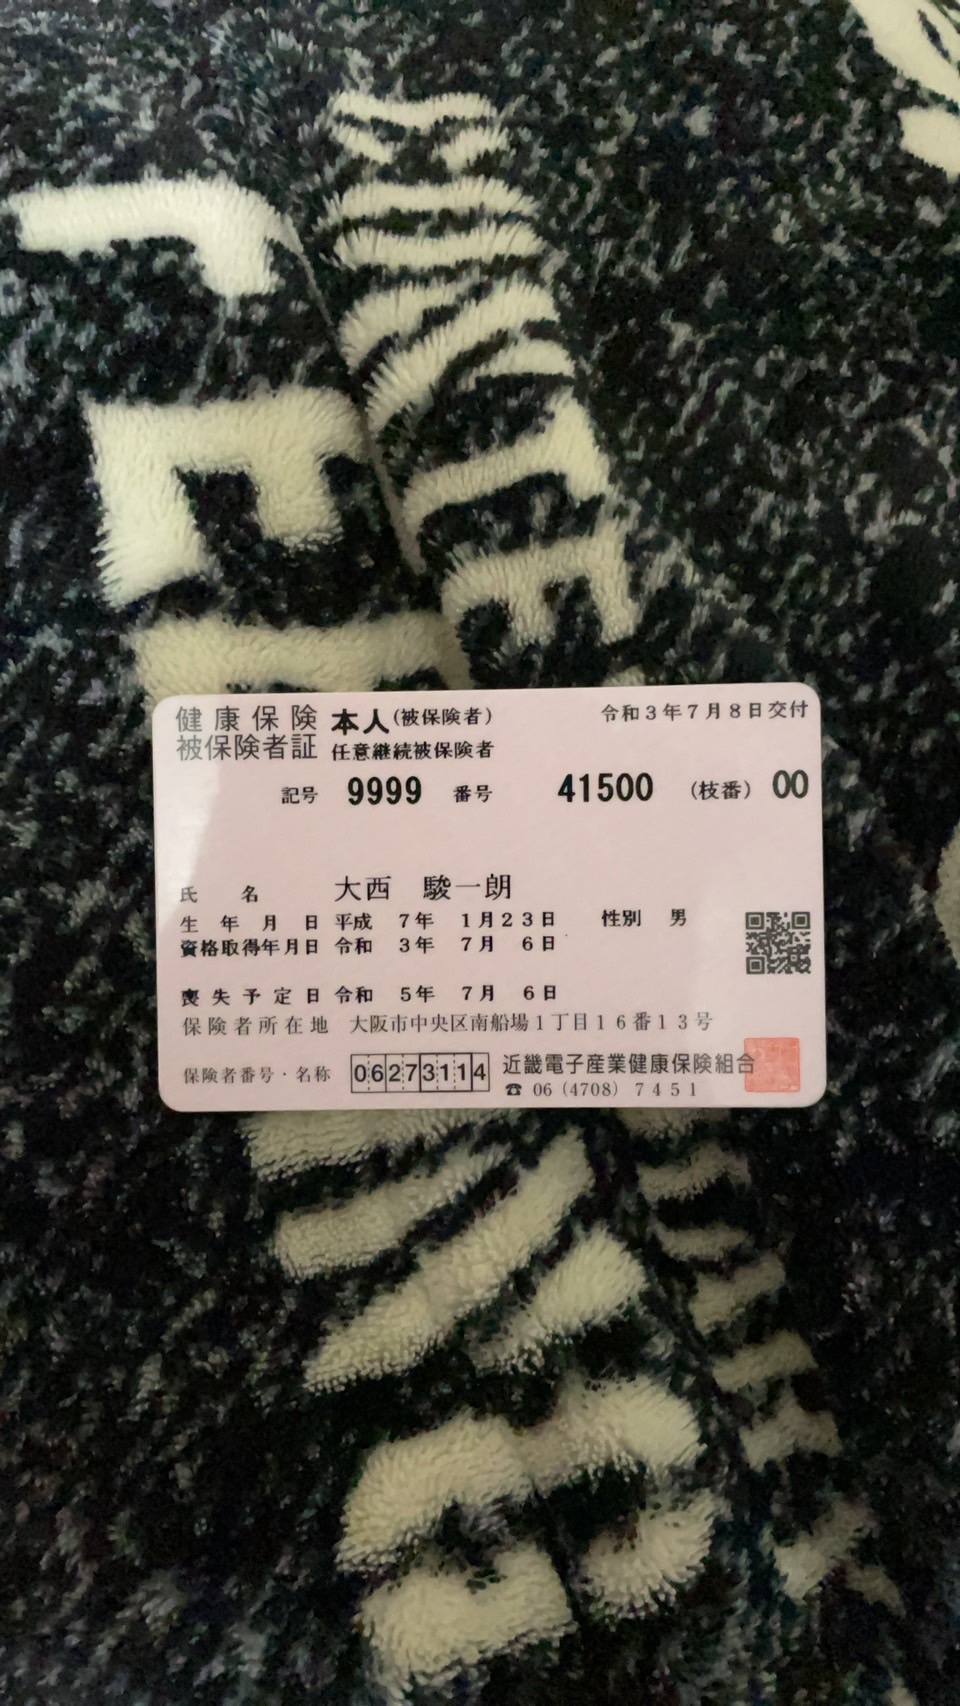 健康保険 本人(被保険者) 令和3年7月8日交付
被保険者証 任意継続被保険者
記号 9999 番号 41500 (枝番) 00
氏名 大西 駿一朗
生年月日 平成 7年 1月23日 性別 男
資格取得年月日 令和 3年 7月 6日
喪失予定日 令和 5年 7月 6日
保険者所在地 大阪市中央区南船場1丁目16番13号
保険者番号・名称 06273114 近畿電子産業健康保険組合
☎ 06(4708)7451